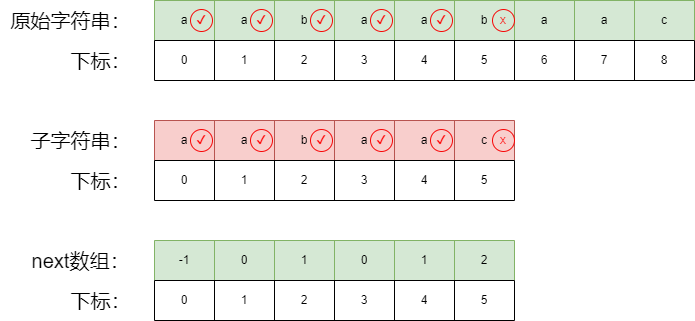 原始字符串： a ✓ a ✓ b ✓ a ✓ a ✓ b x a a c
下标： 0 1 2 3 4 5 6 7 8
子字符串： a ✓ a ✓ b ✓ a ✓ a ✓ c x
下标： 0 1 2 3 4 5
next数组： -1 0 1 0 1 2
下标： 0 1 2 3 4 5